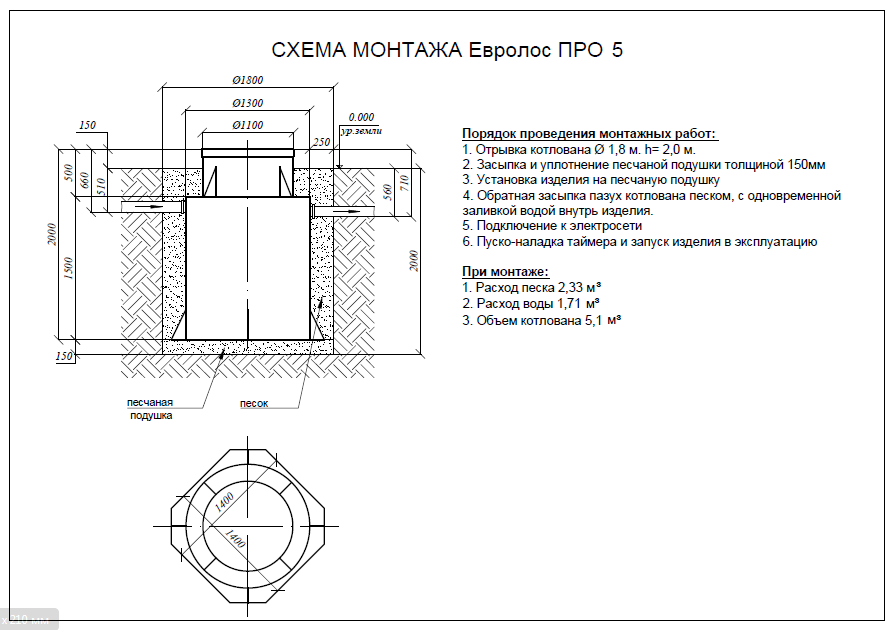 СХЕМА МОНТАЖА Евролос ПРО 5
Ø1800
Ø1300
Ø1100
150
250
0.000
ур.земли
500
660
510
560
710
2000
1500
2000
150
песчаная
подушка
песок
1400
1400
Порядок проведения монтажных работ:
1. Отрывка котлована Ø 1,8 м. h= 2,0 м.
2. Засыпка и уплотнение песчаной подушки толщиной 150мм
3. Установка изделия на песчаную подушку
4. Обратная засыпка пазух котлована песком, с одновременной
заливкой водой внутрь изделия.
5. Подключение к электросети
6. Пуско-наладка таймера и запуск изделия в эксплуатацию
При монтаже:
1. Расход песка 2,33 м³
2. Расход воды 1,71 м³
3. Объем котлована 5,1 м³
x 210 мм